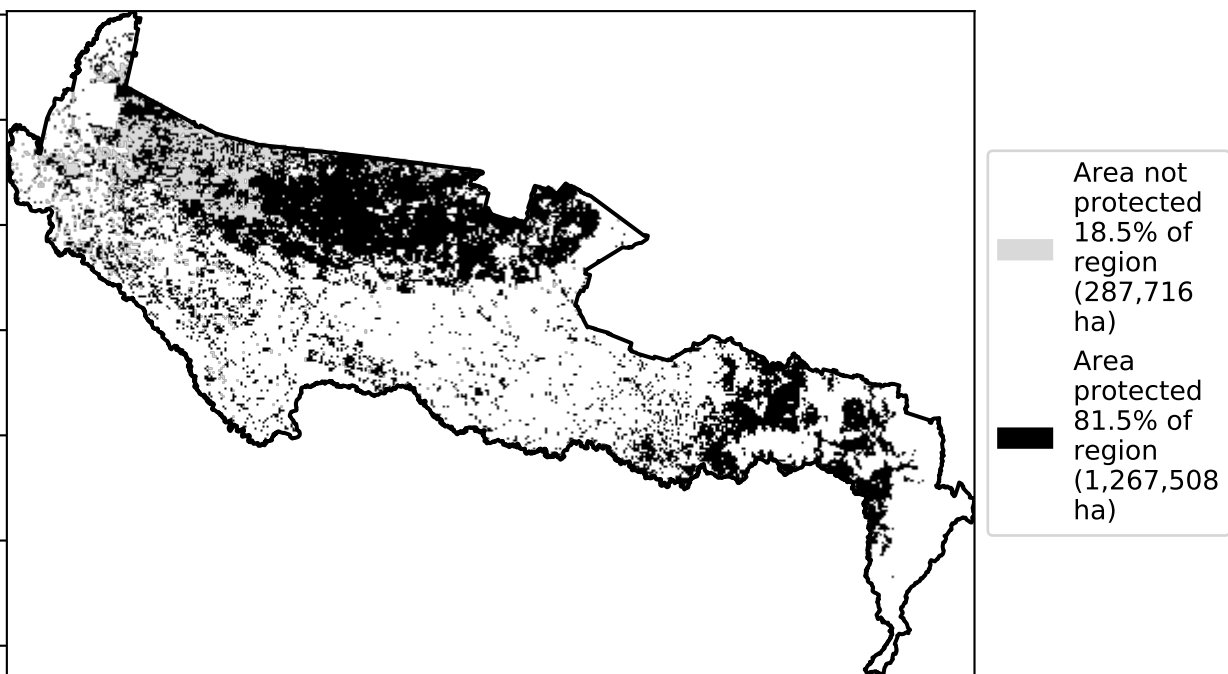 Area not
protected
18.5% of
region
(287,716
ha)
Area
protected
81.5% of
region
(1,267,508
ha)